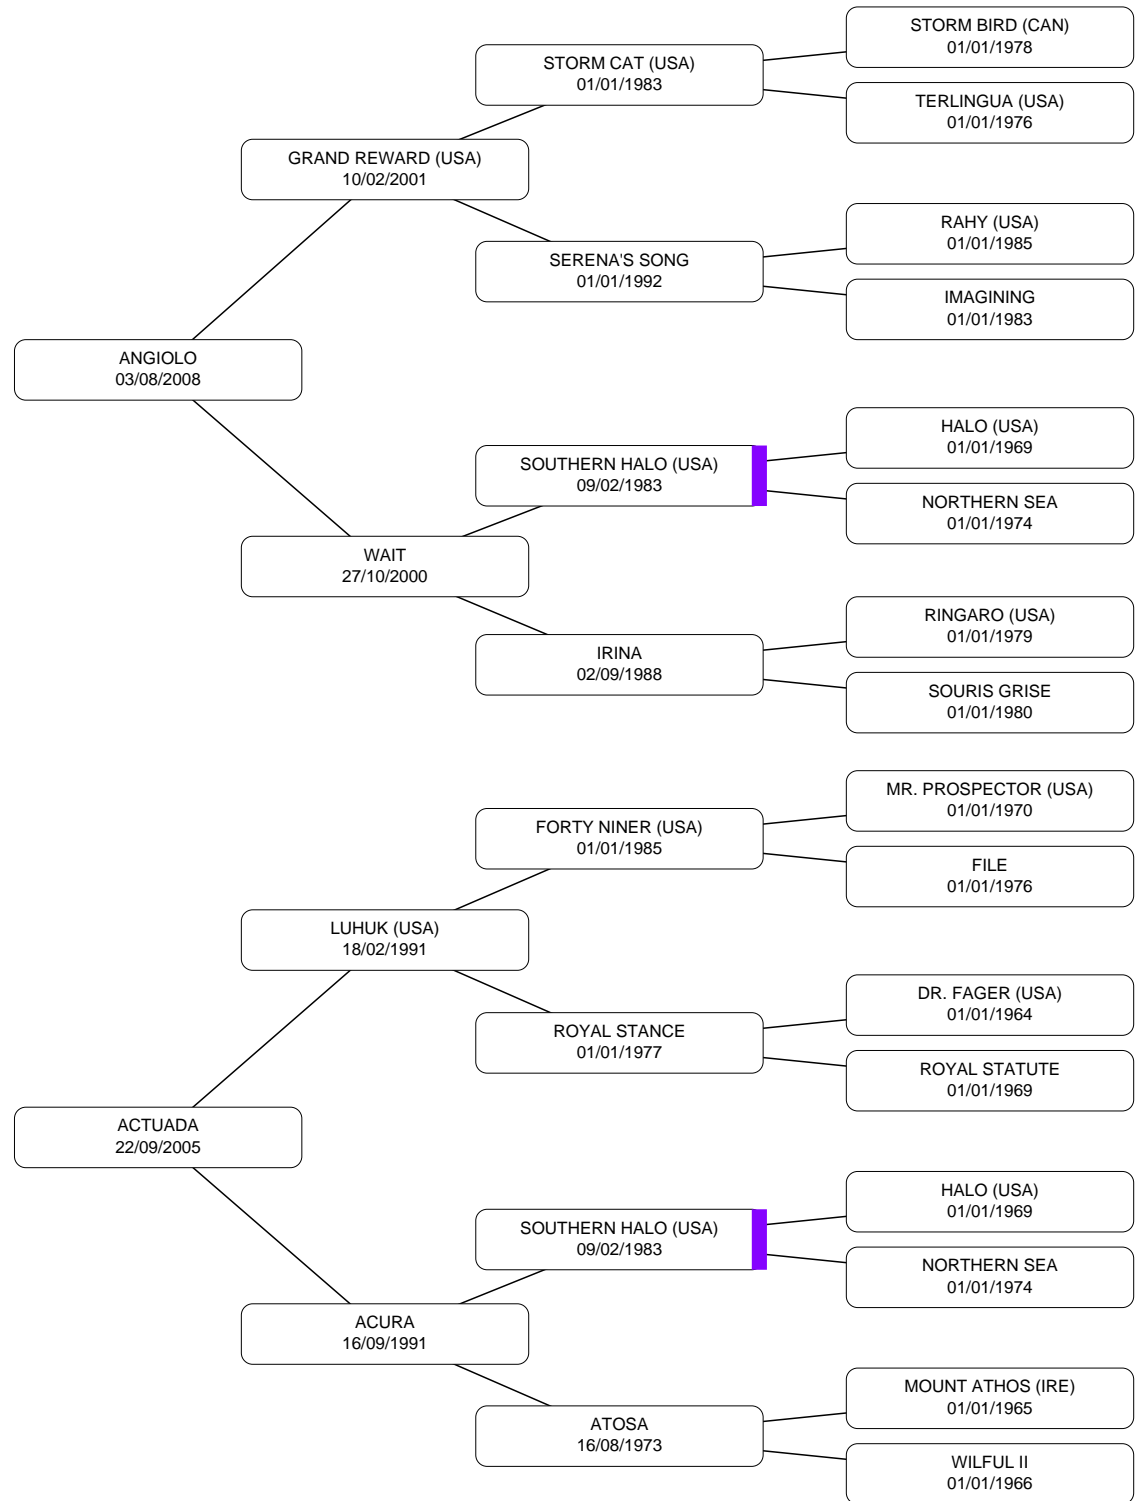 STORM BIRD (CAN)
01/01/1978
STORM CAT (USA)
01/01/1983
TERLINGUA (USA)
01/01/1976
GRAND REWARD (USA)
10/02/2001
RAHY (USA)
01/01/1985
SERENA'S SONG
01/01/1992
IMAGINING
01/01/1983
ANGIOLO
03/08/2008
HALO (USA)
01/01/1969
SOUTHERN HALO (USA)
09/02/1983
NORTHERN SEA
01/01/1974
WAIT
27/10/2000
RINGARO (USA)
01/01/1979
IRINA
02/09/1988
SOURIS GRISE
01/01/1980
MR. PROSPECTOR (USA)
01/01/1970
FORTY NINER (USA)
01/01/1985
FILE
01/01/1976
LUHUK (USA)
18/02/1991
DR. FAGER (USA)
01/01/1964
ROYAL STANCE
01/01/1977
ROYAL STATUTE
01/01/1969
ACTUADA
22/09/2005
HALO (USA)
01/01/1969
SOUTHERN HALO (USA)
09/02/1983
NORTHERN SEA
01/01/1974
ACURA
16/09/1991
MOUNT ATHOS (IRE)
01/01/1965
ATOSA
16/08/1973
WILFUL II
01/01/1966